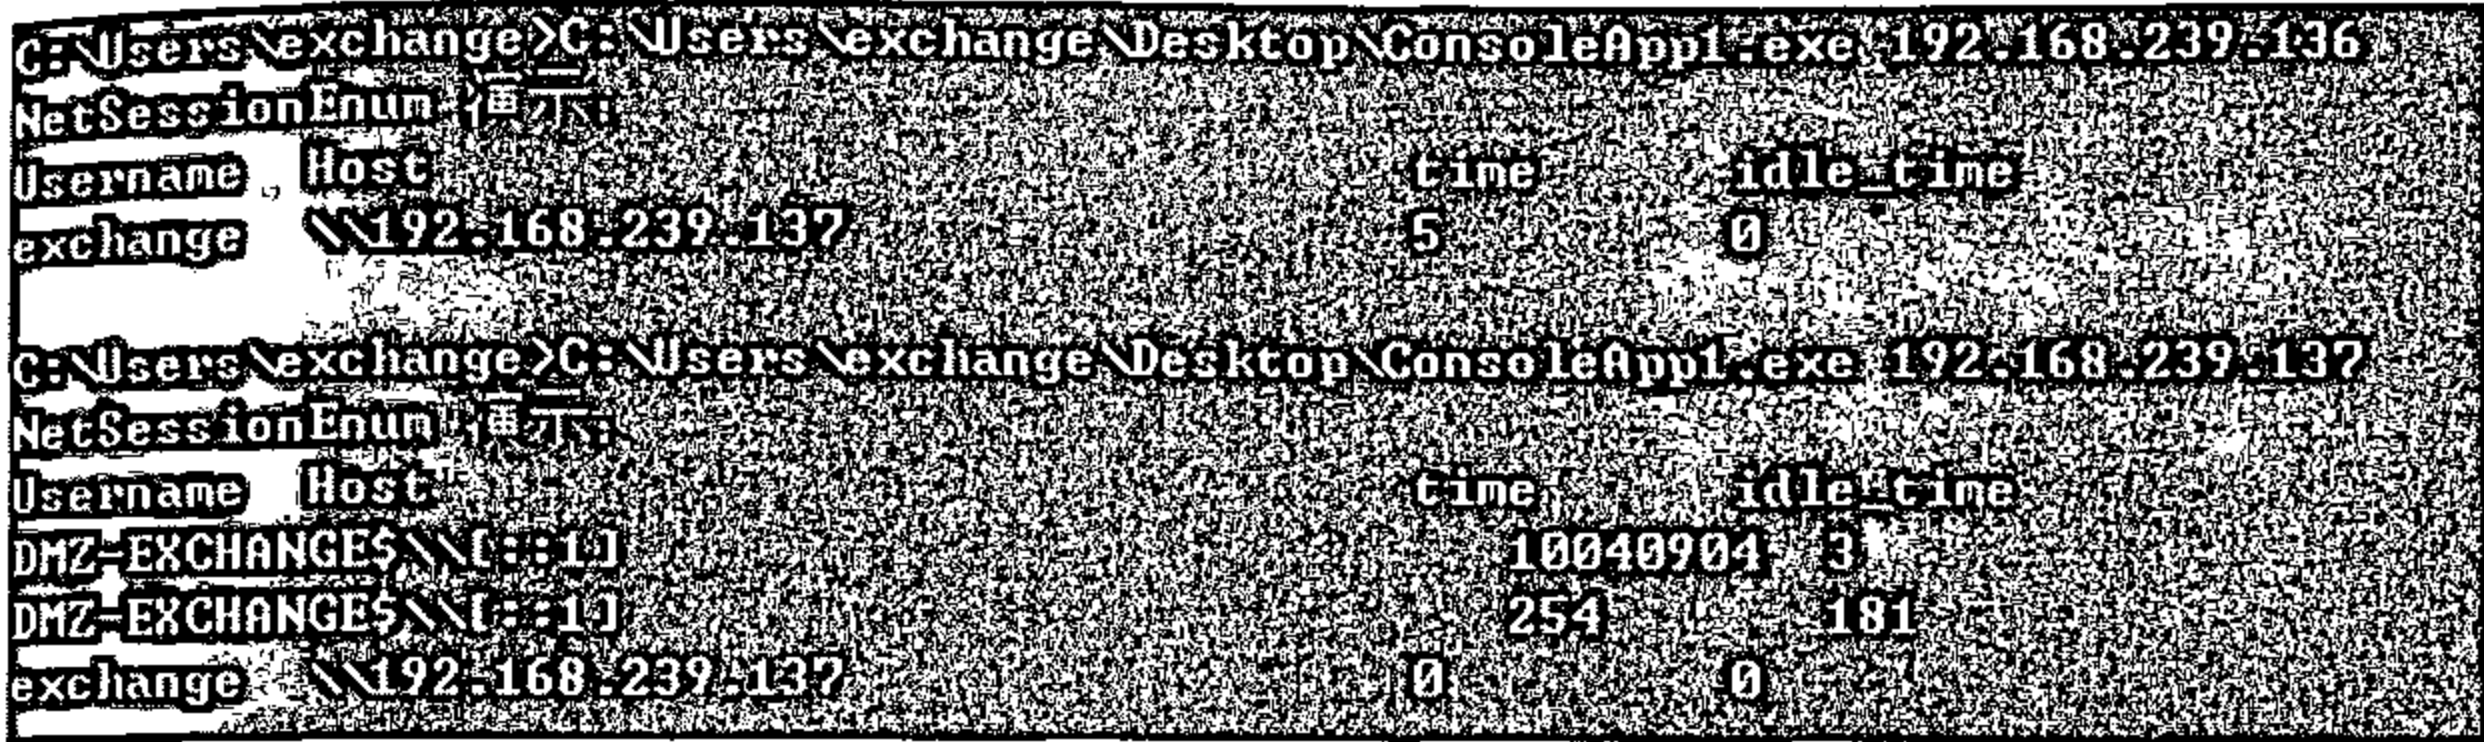 C:\Users\exchange>C:\Users\exchange\Desktop\ConsoleApp1.exe 192.168.239.136
NetSessionEnum 演示:
Username Host time idle_time
exchange \\192.168.239.137 5 0
C:\Users\exchange>C:\Users\exchange\Desktop\ConsoleApp1.exe 192.168.239.137
NetSessionEnum 演示:
Username Host time idle_time
DMZ-EXCHANGE$\\[::1] 10040904 3
DMZ-EXCHANGE$\\[::1] 254 181
exchange \\192.168.239.137 0 0